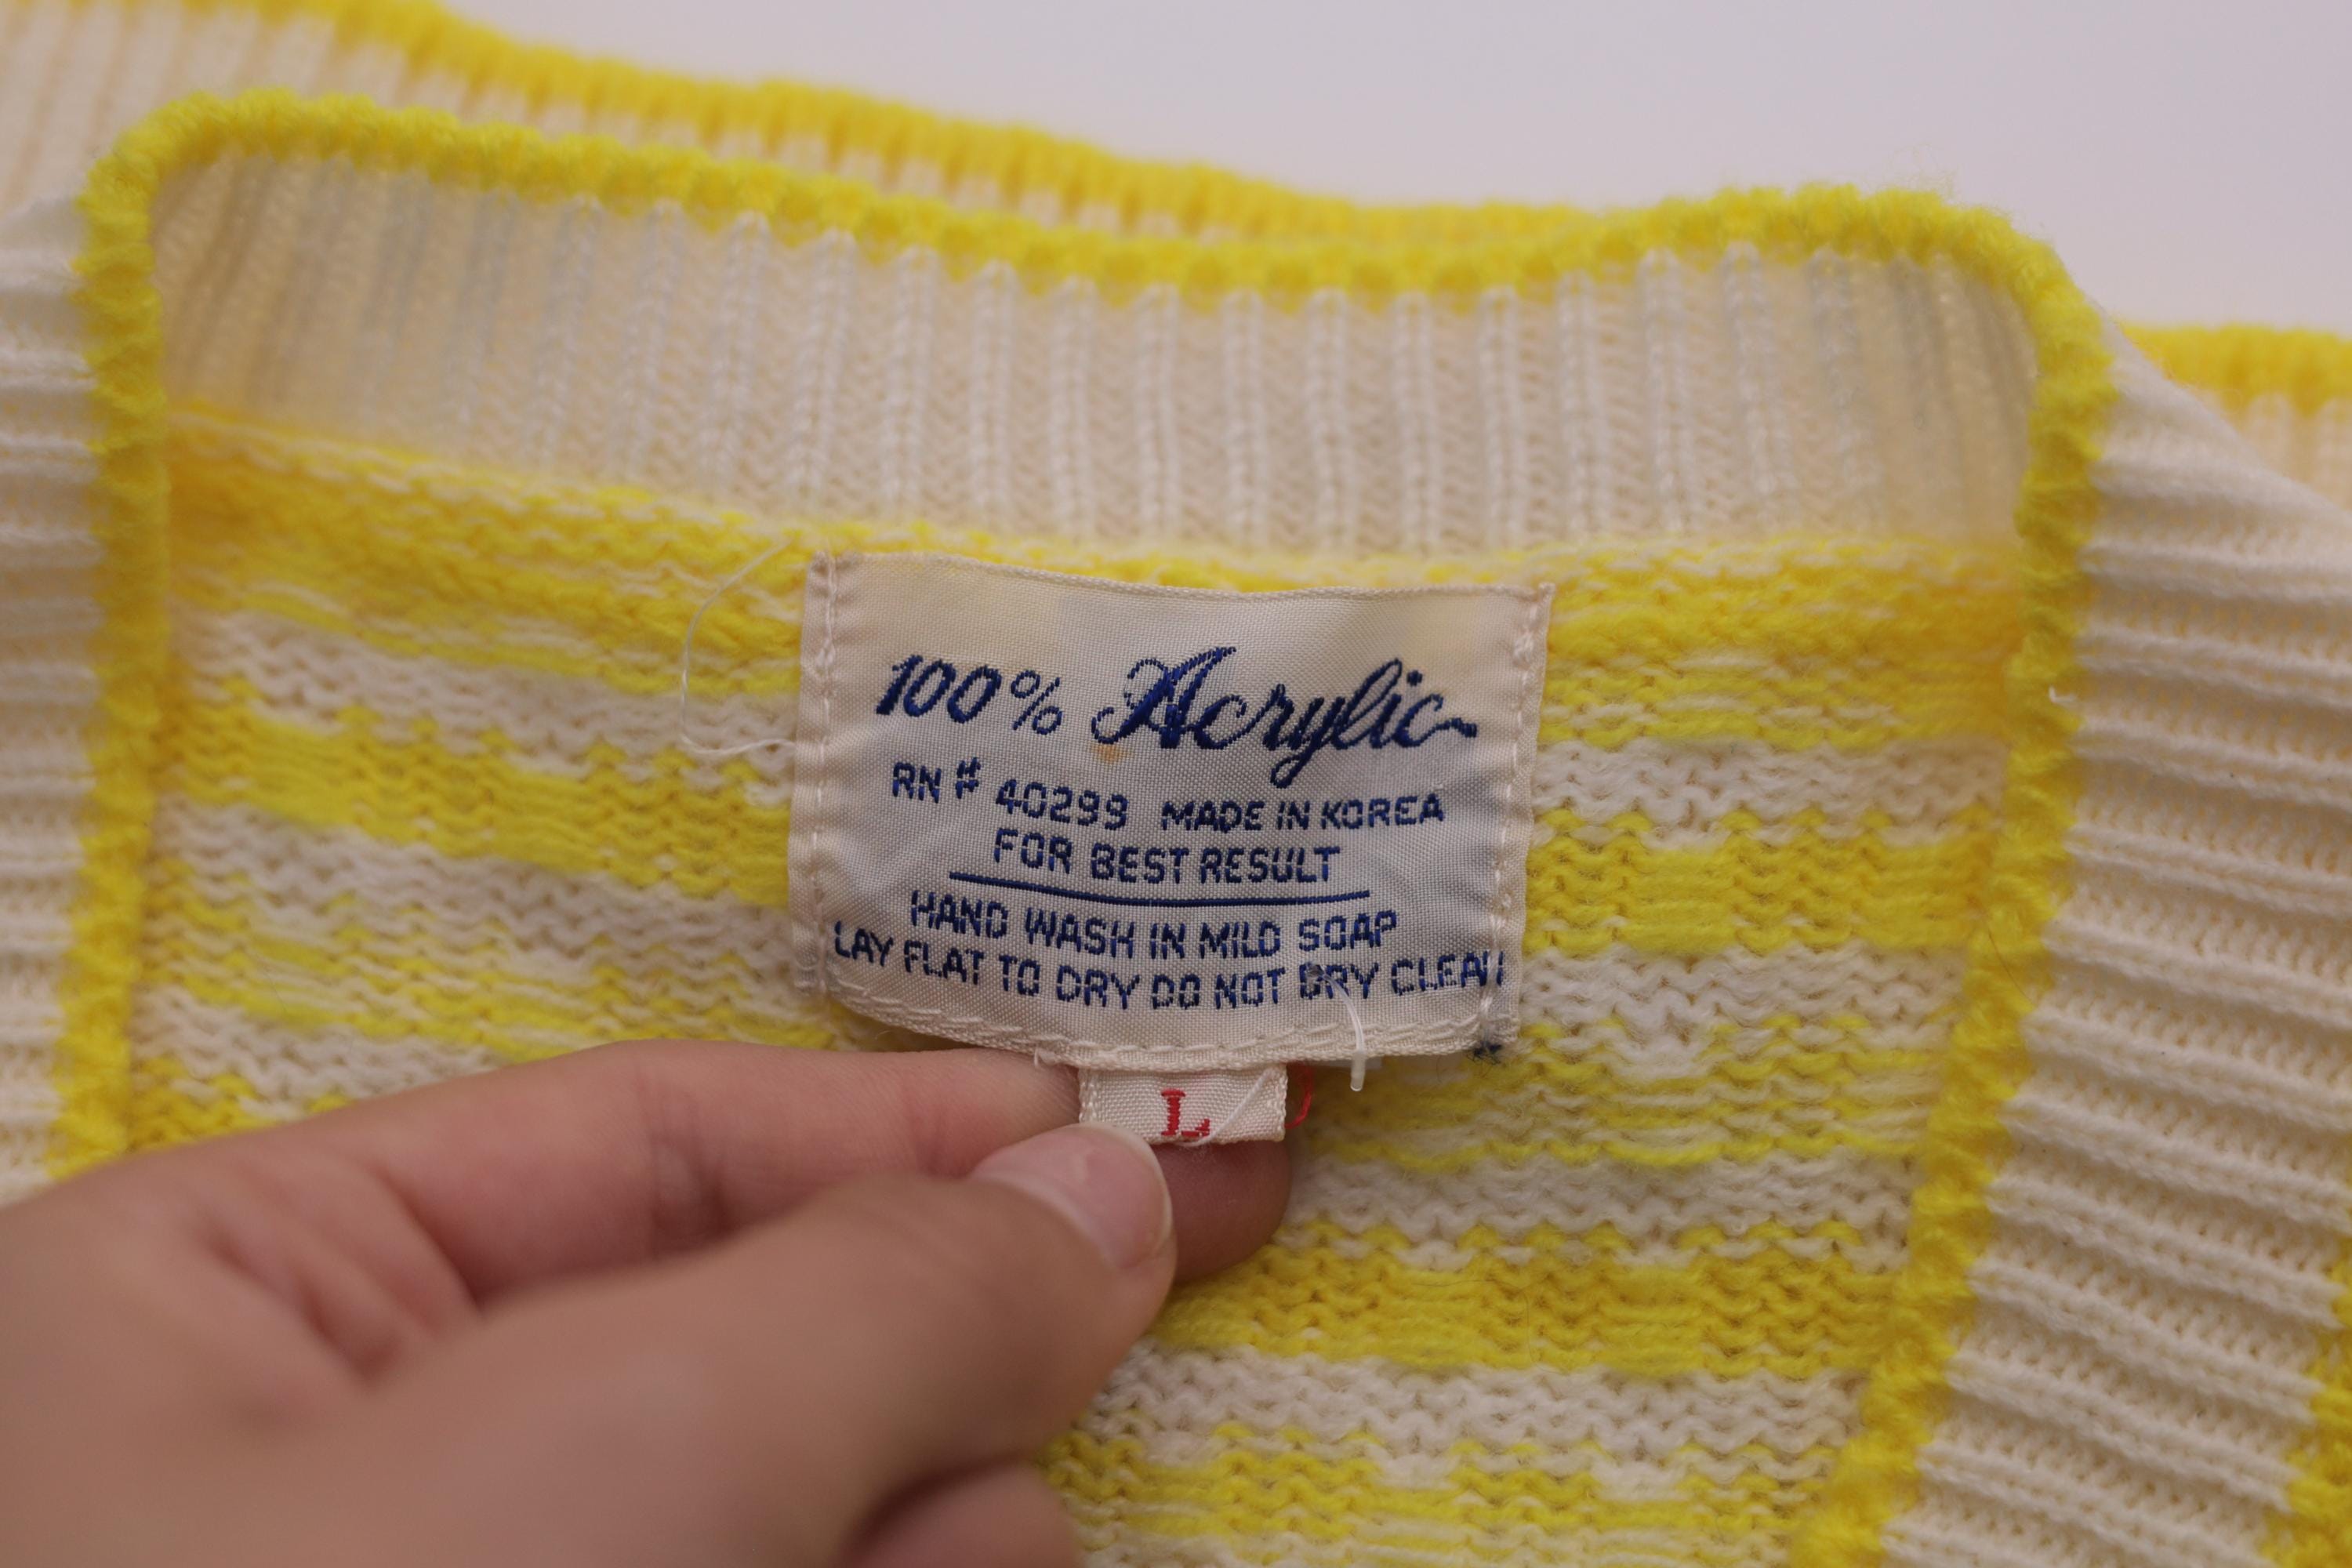 100% Acrylic
RN # 40299 MADE IN KOREA
FOR BEST RESULT
HAND WASH IN MILD SOAP
LAY FLAT TO DRY DO NOT DRY CLEAN
L